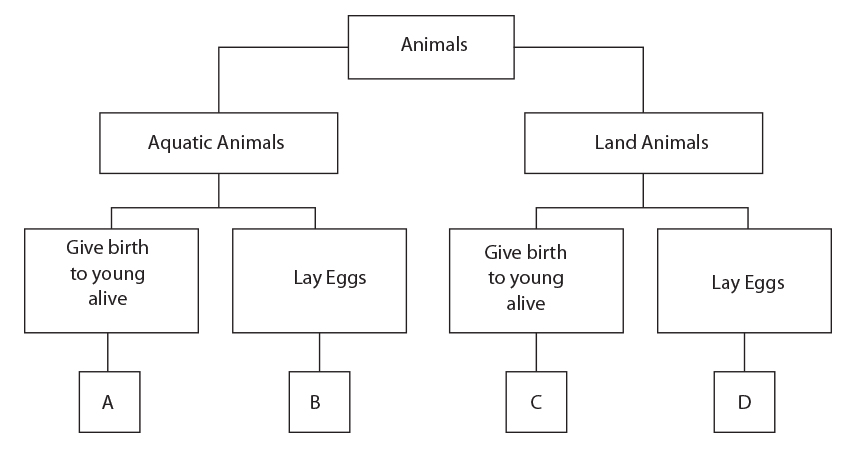 Animals
Aquatic Animals
Land Animals
Give birth
to young
alive
Lay Eggs
Give birth
to young
alive
Lay Eggs
A
B
C
D